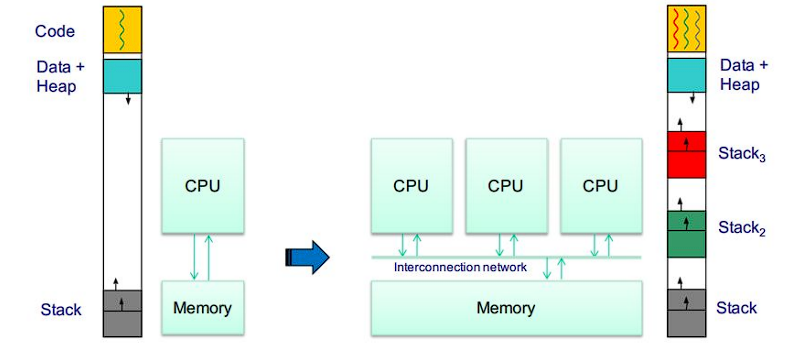 Code
Data +
Heap
Stack
CPU
Memory
CPU
CPU
CPU
Interconnection network
Memory
Data +
Heap
Stack₃
Stack₂
Stack